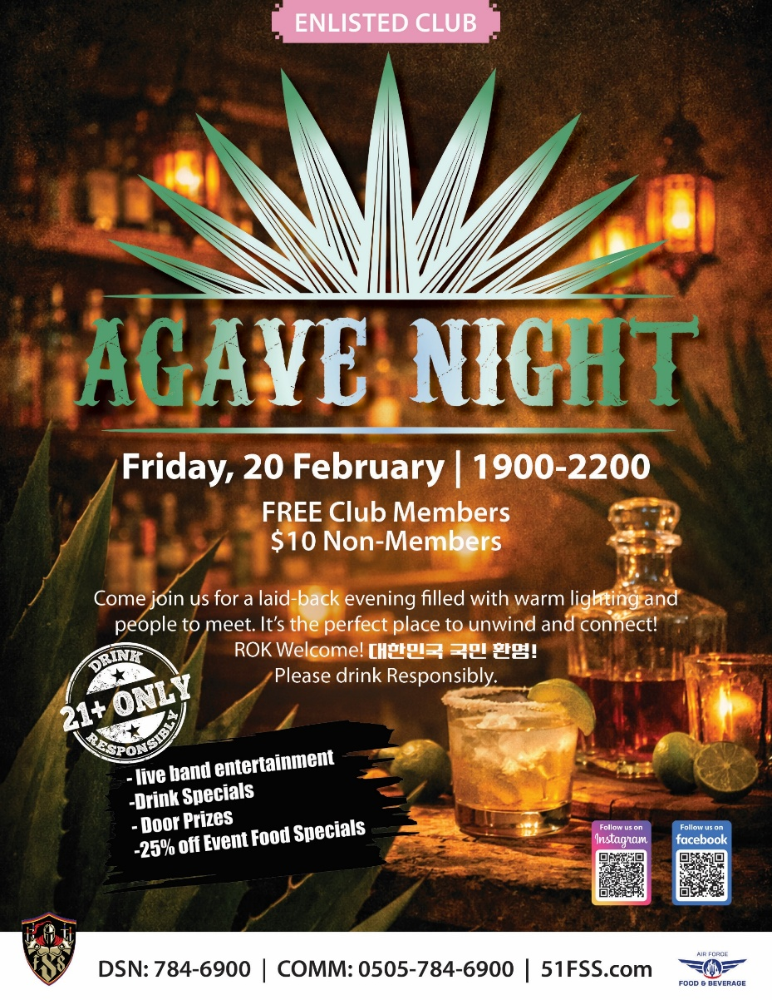 ENLISTED CLUB
AGAVE NIGHT
Friday, 20 February | 1900-2200
FREE Club Members
$10 Non-Members
Come join us for a laid-back evening filled with warm lighting and
people to meet. It's the perfect place to unwind and connect!
ROK Welcome! 대한민국 국민 환영!
Please drink Responsibly.
DRINK
21+ ONLY
RESPONSIBLY
- live band entertainment
-Drink Specials
- Door Prizes
-25% off Event Food Specials
Follow us on
Instagram
Follow us on
facebook
FSS
DSN: 784-6900 | COMM: 0505-784-6900 | 51FSS.com
AIR FORCE
FOOD & BEVERAGE